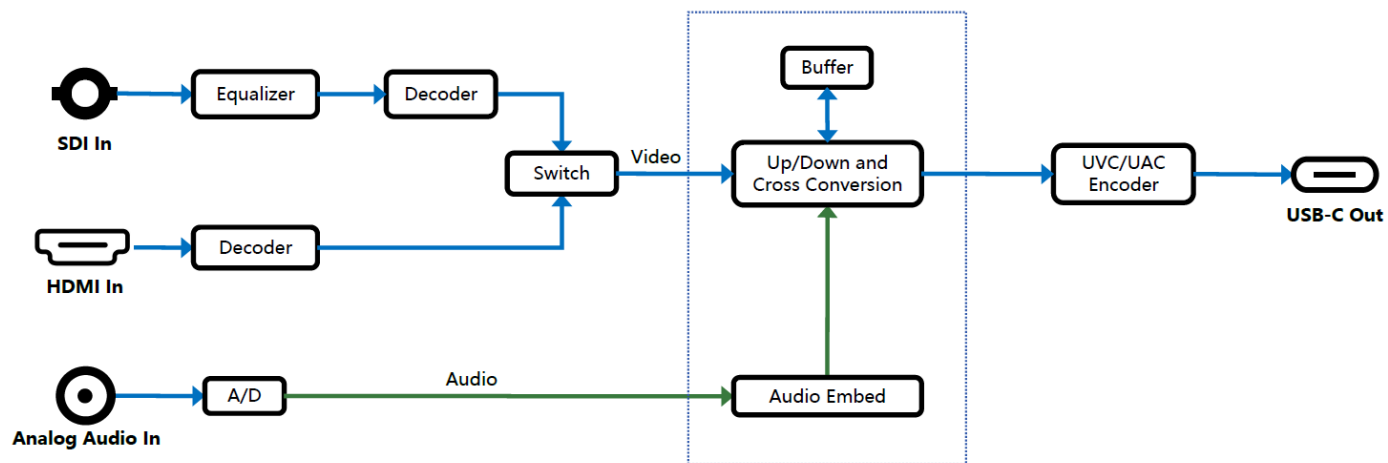 Buffer
Equalizer
Decoder
SDI In
Video
Switch
Up/Down and
Cross Conversion
UVC/UAC
Encoder
USB-C Out
Decoder
HDMI In
Audio
A/D
Audio Embed
Analog Audio In